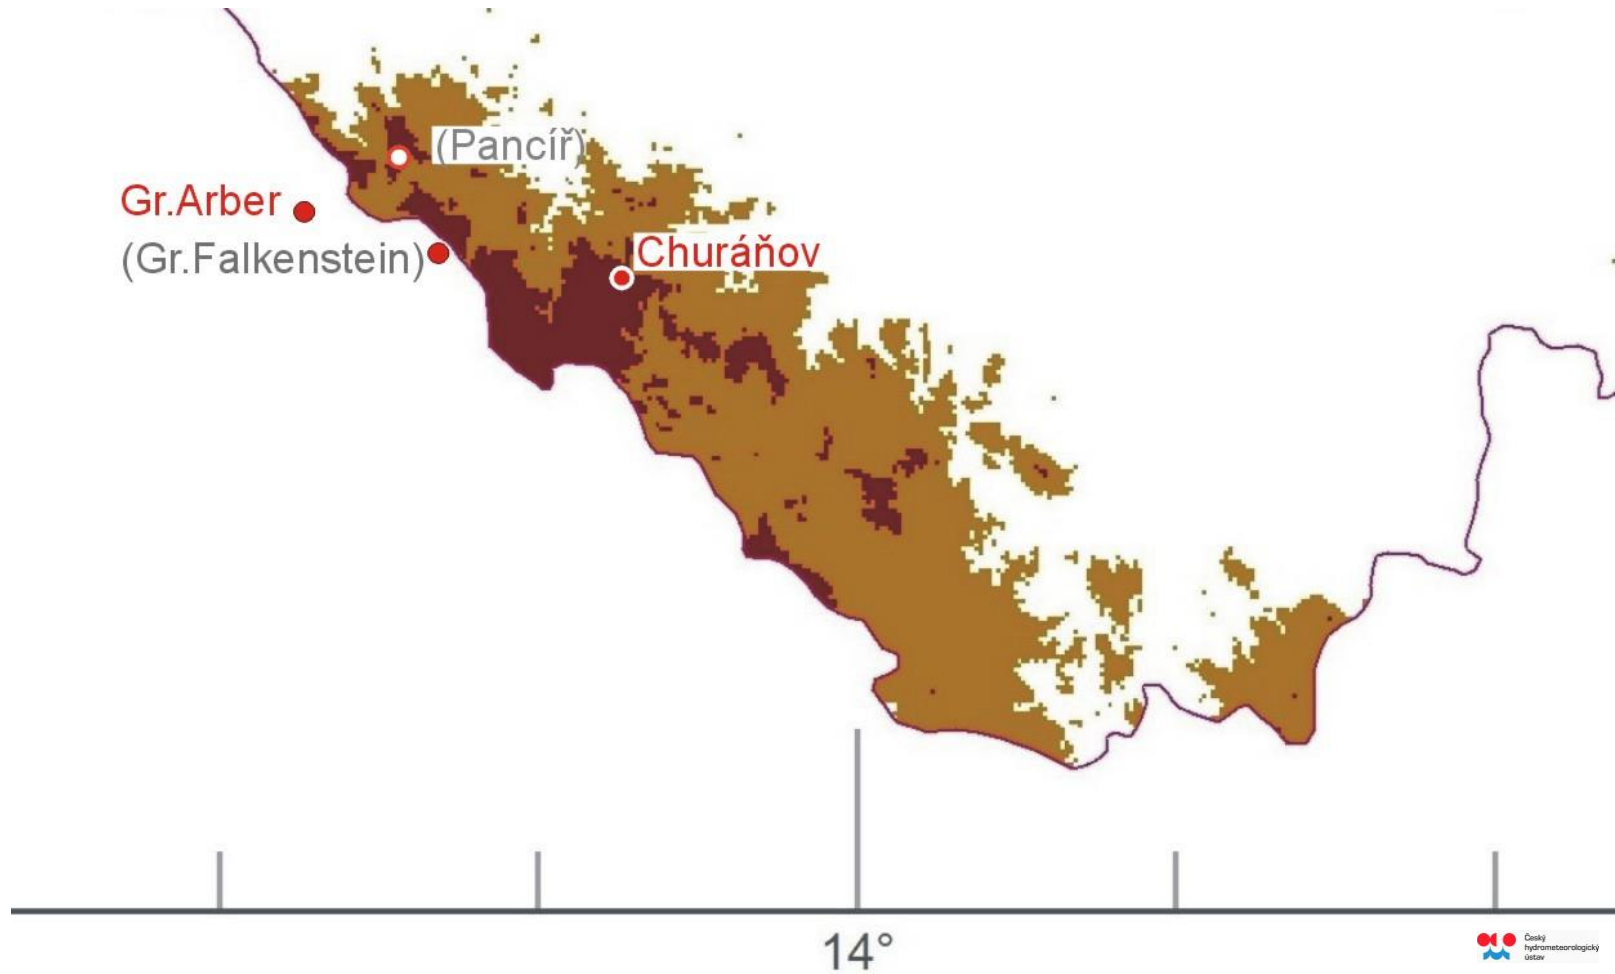 (Pancíř)
Gr.Arber
(Gr.Falkenstein)
Churáňov
14°
Český
hydrometeorologický
ústav